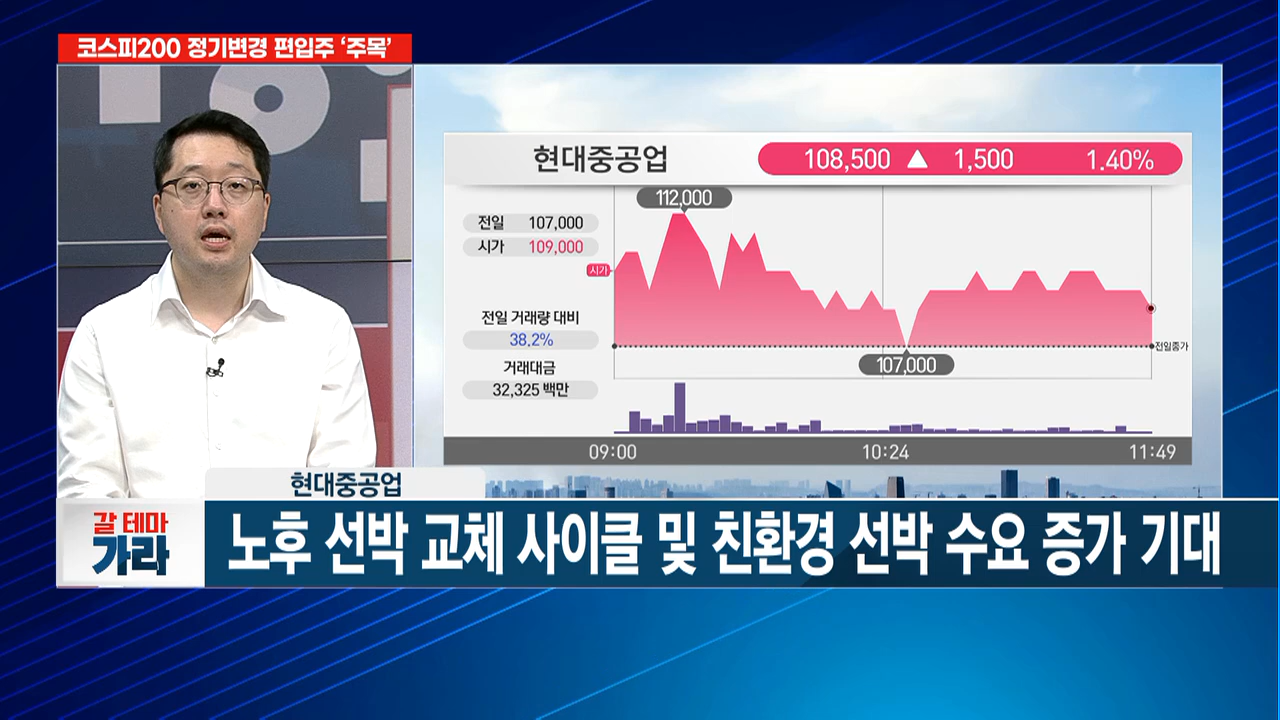 코스피200 정기변경 편입주 ‘주목’
현대중공업 108,500 ▲ 1,500 1.40%
112,000
전일 107,000
시가 109,000
시가
전일 거래량 대비
38.2%
전일종가
107,000
거래대금
32,325 백만
09:00 10:24 11:49
현대중공업
갈 테마
가라
노후 선박 교체 사이클 및 친환경 선박 수요 증가 기대